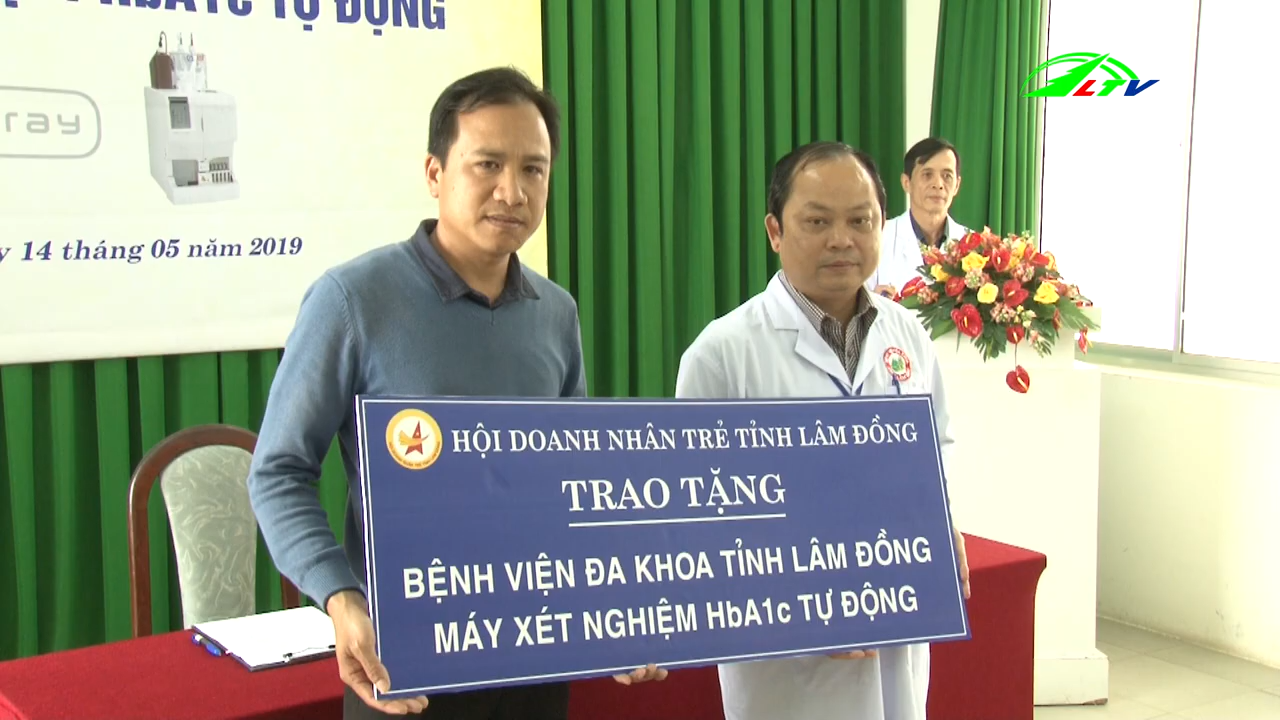 HbA1c TỰ ĐỘNG
ray
14 tháng 05 năm 2019
LTV
HỘI DOANH NHÂN TRẺ TỈNH LÂM ĐỒNG
TRAO TẶNG
BỆNH VIỆN ĐA KHOA TỈNH LÂM ĐỒNG
MÁY XÉT NGHIỆM HbA1c TỰ ĐỘNG